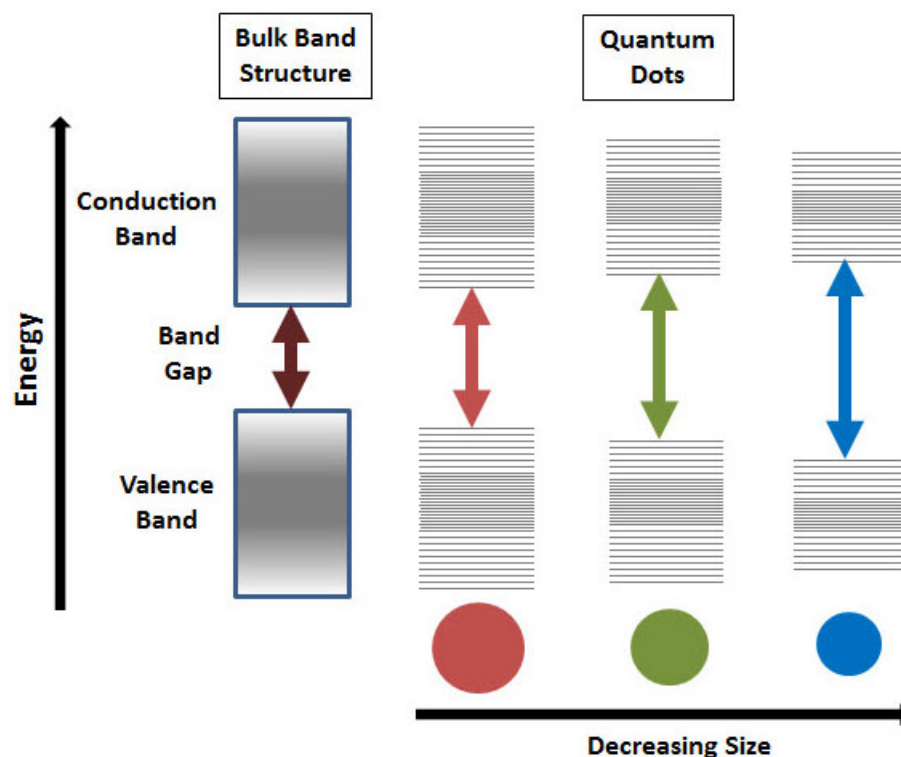 Bulk Band
Structure
Quantum
Dots
Conduction
Band
Band
Gap
Energy
Valence
Band
Decreasing Size